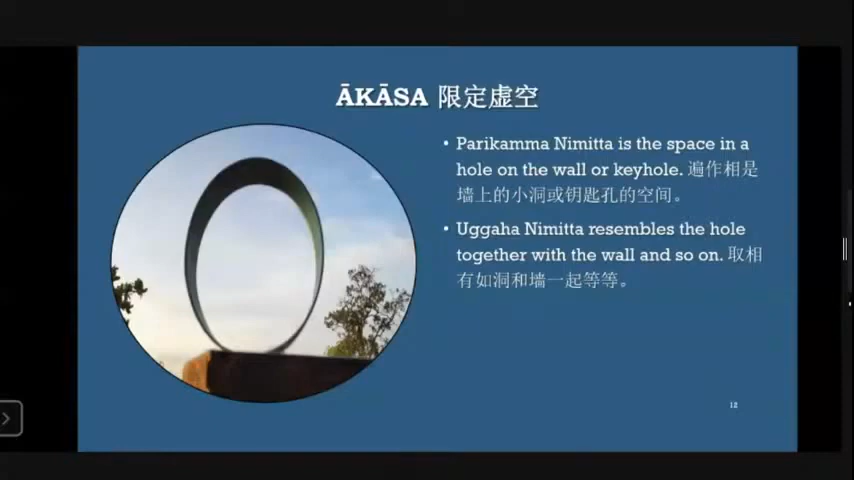 ĀKĀSA 限定虚空
• Parikamma Nimitta is the space in a
hole on the wall or keyhole. 遍作相是
墙上的小洞或钥匙孔的空间。
• Uggaha Nimitta resembles the hole
together with the wall and so on. 取相
有如洞和墙一起等等。
12